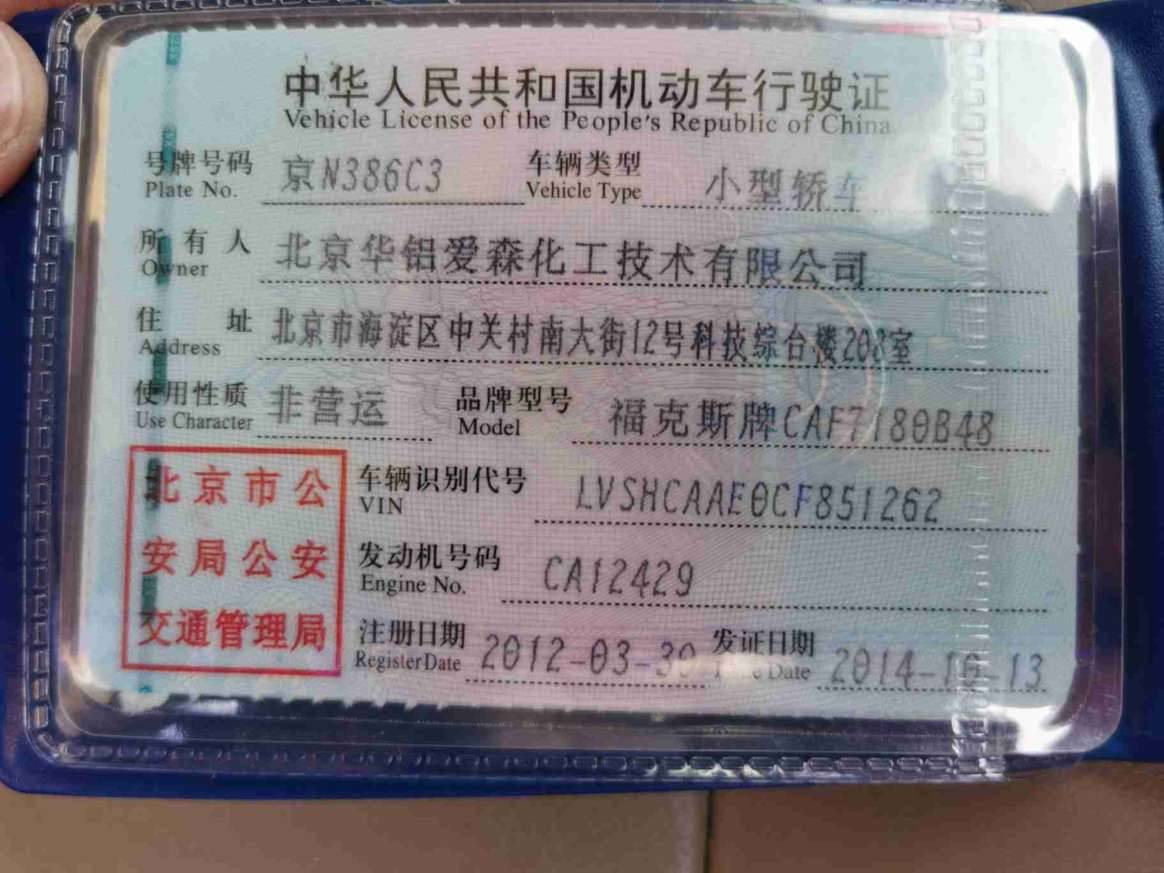 中华人民共和国机动车行驶证
Vehicle License of the People's Republic of China
号牌号码 京N386C3 车辆类型 小型轿车
Plate No. Vehicle Type
所有人 北京华铝爱森化工技术有限公司
Owner
住址 北京市海淀区中关村南大街12号科技综合楼208室
Address
使用性质 非营运 品牌型号 福克斯牌CAF7180B48
Use Character Model
北京市公
安局公安
交通管理局
车辆识别代号 LVSHCAAE0CF851262
VIN
发动机号码 CA12429
Engine No.
注册日期 2012-03-30 发证日期 2014-10-13
Register Date Date